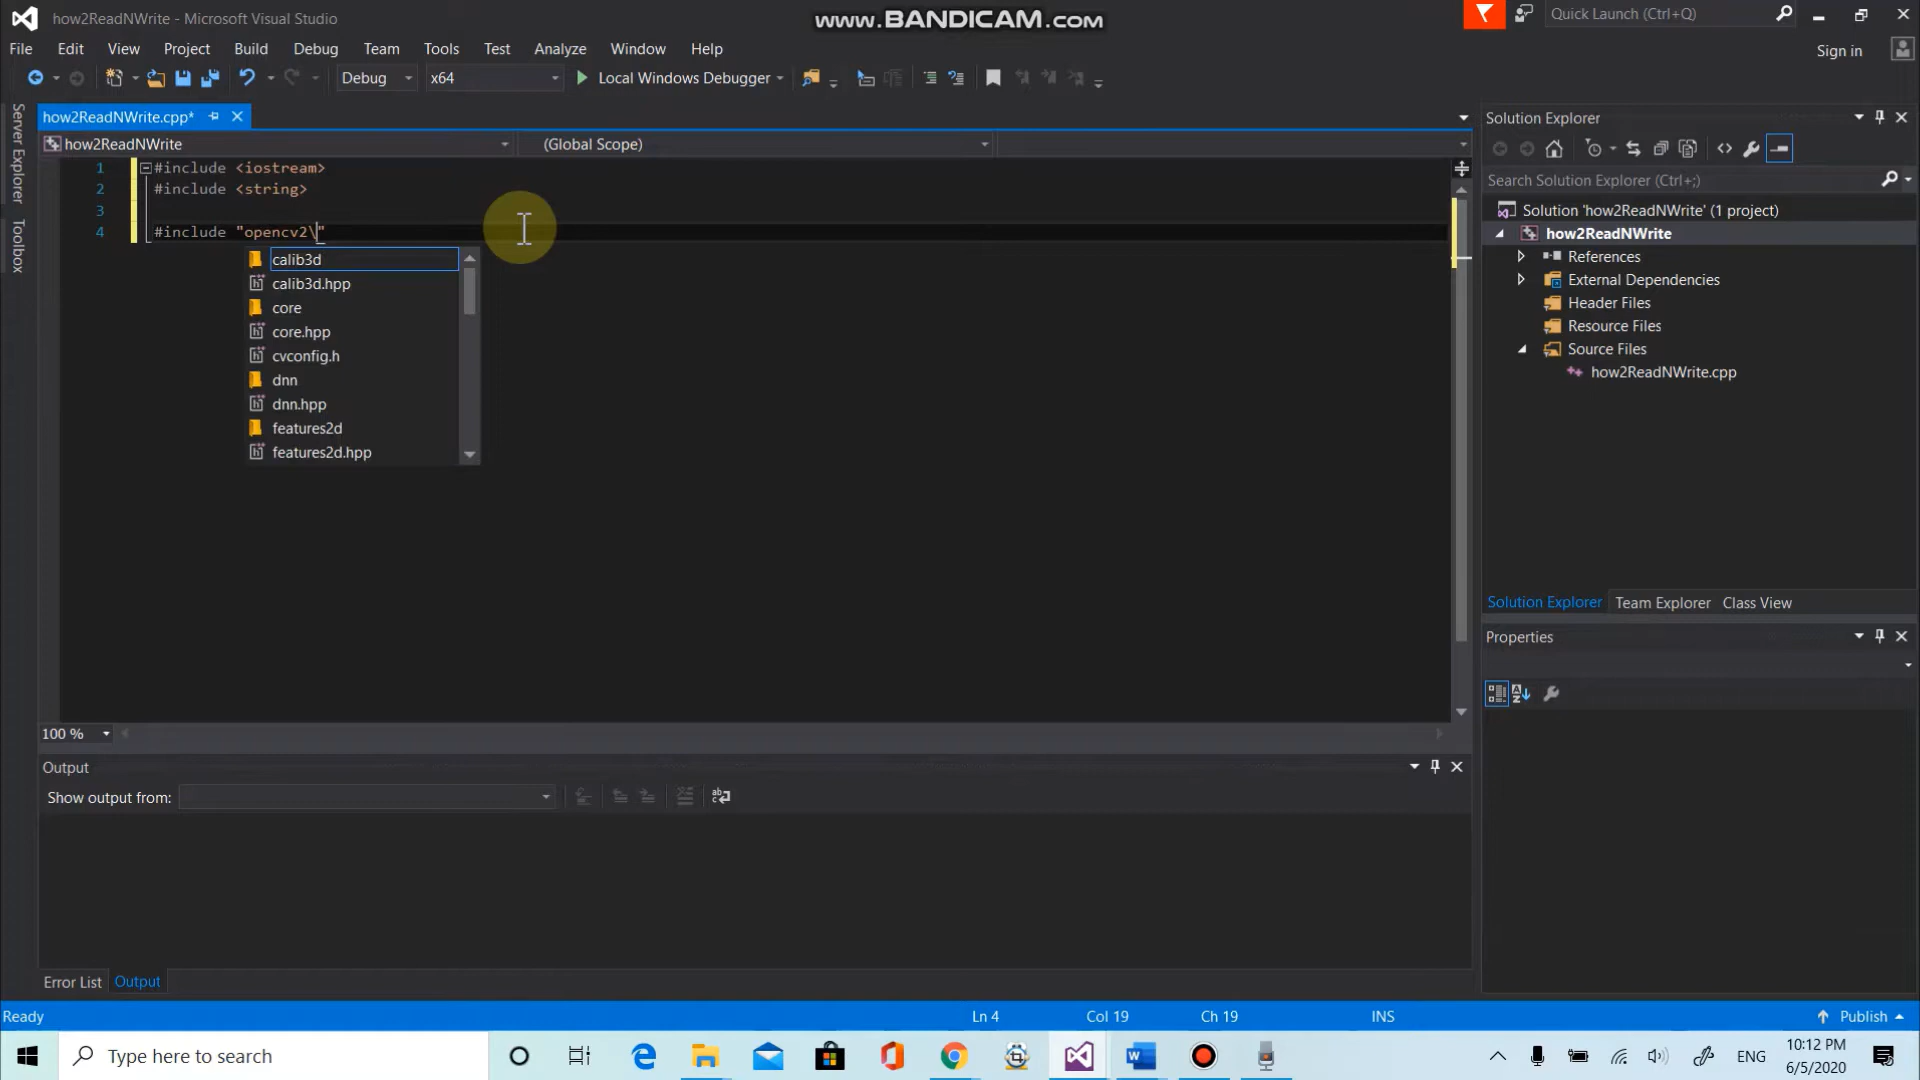 how2ReadNWrite - Microsoft Visual Studio
www.BANDICAM.com
Quick Launch (Ctrl+Q)
File Edit View Project Build Debug Team Tools Test Analyze Window Help
Sign in
Debug x64 Local Windows Debugger
Server Explorer
Toolbox
how2ReadNWrite.cpp*
how2ReadNWrite (Global Scope)
1 #include <iostream>
2 #include <string>
3
4 #include "opencv2\"
calib3d
calib3d.hpp
core
core.hpp
cvconfig.h
dnn
dnn.hpp
features2d
features2d.hpp
100 %
Output
Show output from:
Error List Output
Solution Explorer
Search Solution Explorer (Ctrl+;)
Solution 'how2ReadNWrite' (1 project)
how2ReadNWrite
References
External Dependencies
Header Files
Resource Files
Source Files
how2ReadNWrite.cpp
Solution Explorer Team Explorer Class View
Properties
Ready Ln 4 Col 19 Ch 19 INS Publish
Type here to search
ENG
10:12 PM
6/5/2020